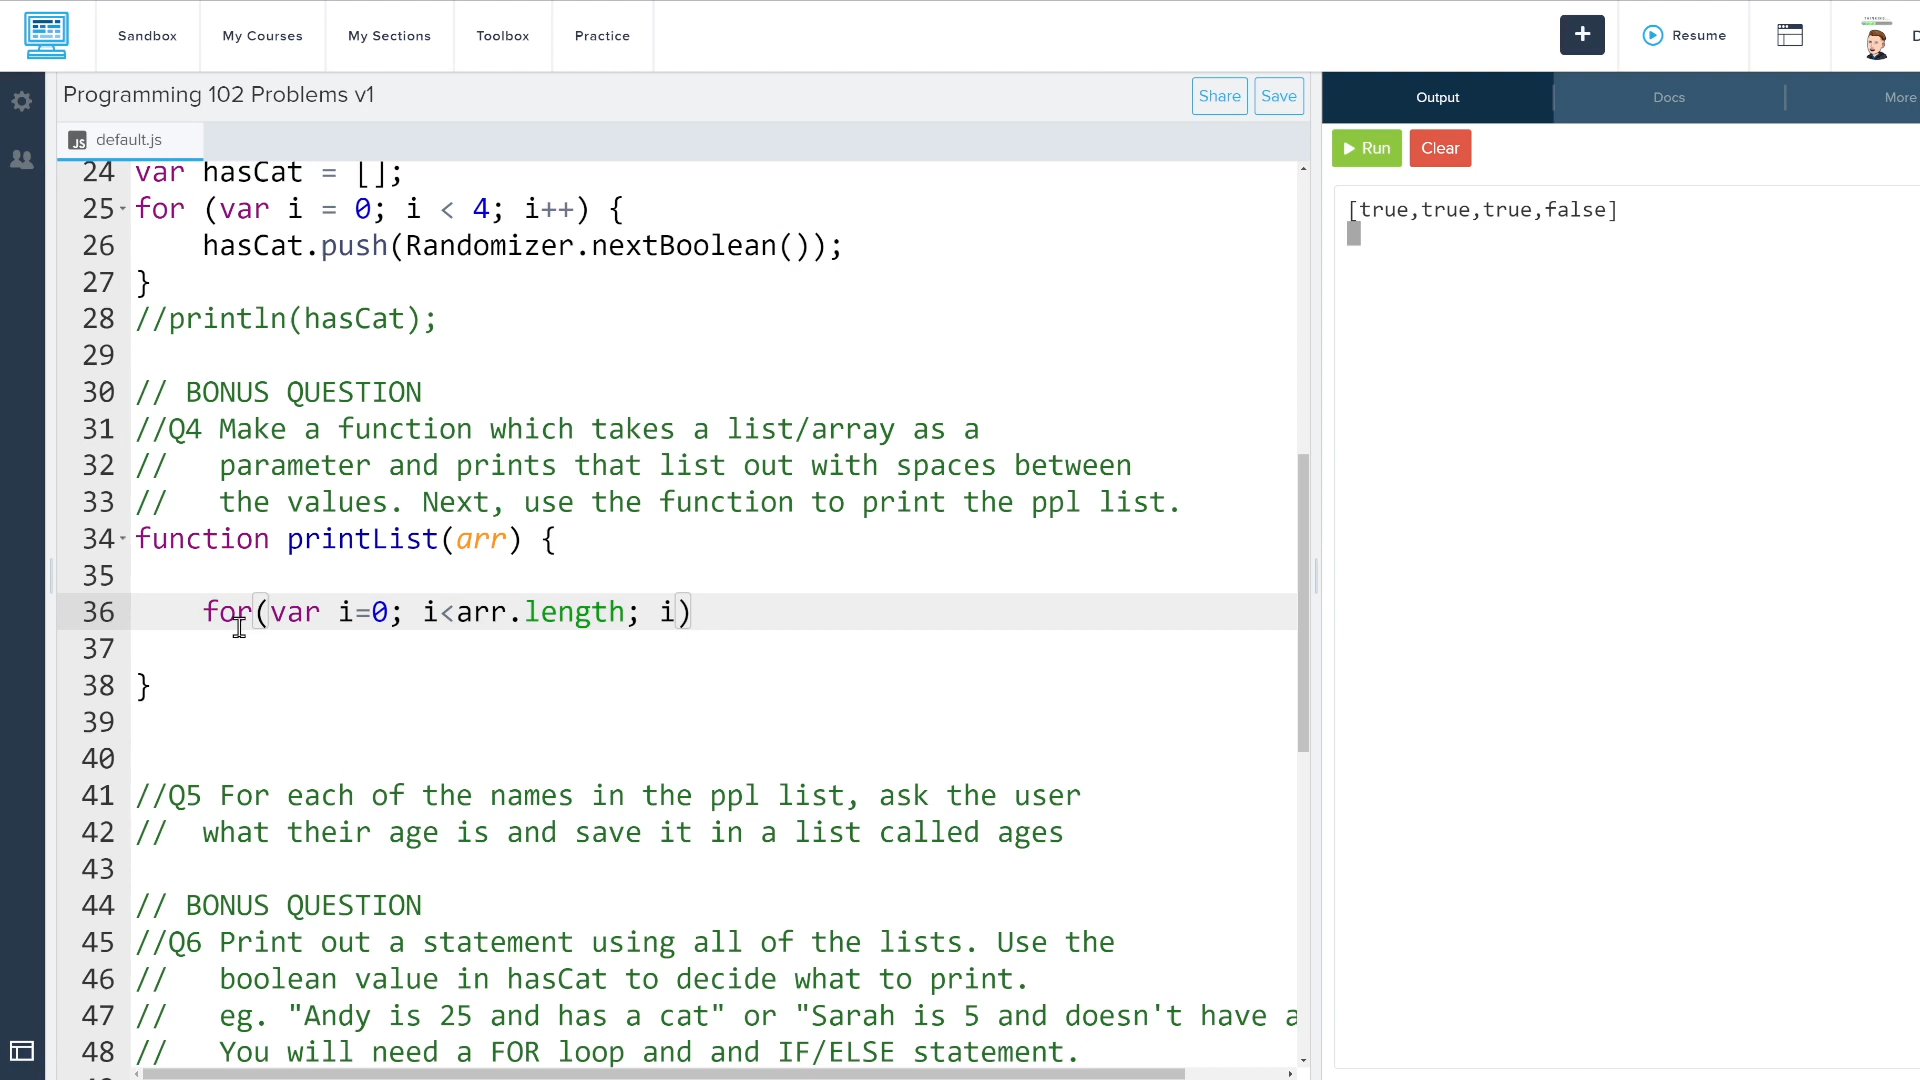 Sandbox
My Courses
My Sections
Toolbox
Practice
+
Resume
Programming 102 Problems v1
Share
Save
Output
Docs
More
JS default.js
Run
Clear
24 var hasCat = [];
25 for (var i = 0; i < 4; i++) {
26 hasCat.push(Randomizer.nextBoolean());
27 }
28 //println(hasCat);
29
30 // BONUS QUESTION
31 //Q4 Make a function which takes a list/array as a
32 // parameter and prints that list out with spaces between
33 // the values. Next, use the function to print the ppl list.
34 function printList(arr) {
35
36 for(var i=0; i<arr.length; i)
37
38 }
39
40
41 //Q5 For each of the names in the ppl list, ask the user
42 // what their age is and save it in a list called ages
43
44 // BONUS QUESTION
45 //Q6 Print out a statement using all of the lists. Use the
46 // boolean value in hasCat to decide what to print.
47 // eg. "Andy is 25 and has a cat" or "Sarah is 5 and doesn't have a
48 // You will need a FOR loop and and IF/ELSE statement.
[true,true,true,false]